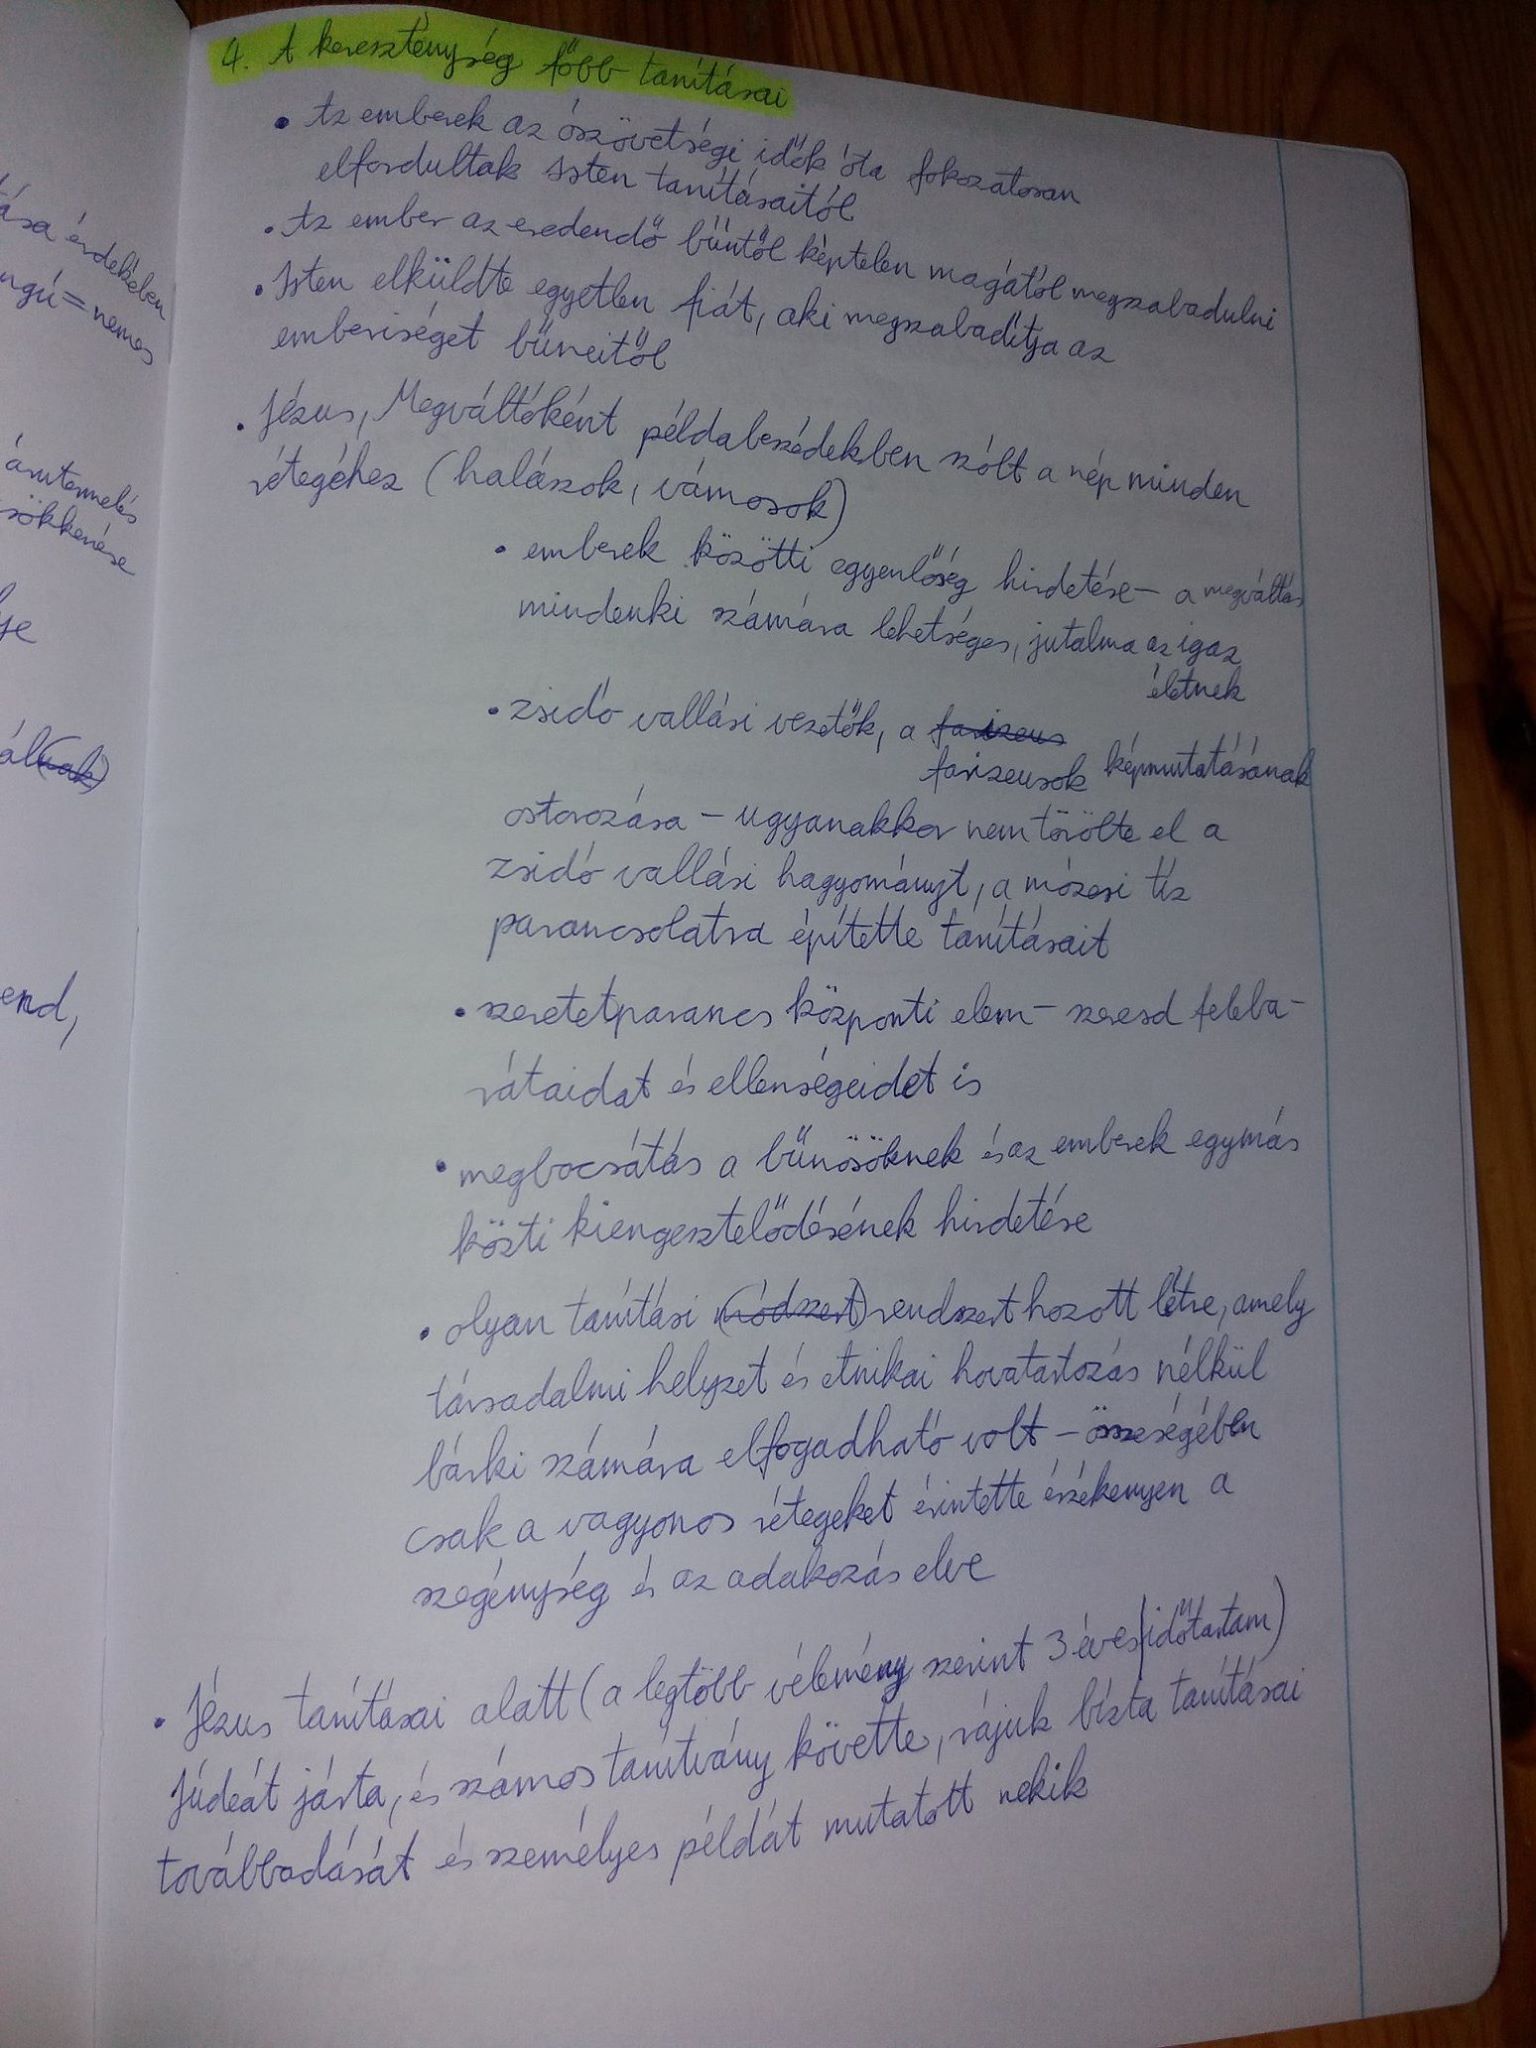 4. A kereszténység főbb tanításai
• Az emberek az ószövetségi idők óta fokozatosan
elfordultak Isten tanításaitól
• Az ember az eredendő bűntől képtelen magától megszabadulni
• Isten elküldte egyetlen fiát, aki megszabadítja az
emberiséget bűneitől
• Jézus, Megváltóként példabeszédekben szólt a nép minden
rétegéhez (halászok, vámosok)
• emberek közötti egyenlőség hirdetése – a megváltás
mindenki számára lehetséges, jutalma az igaz
életnek
• zsidó vallási vezetők, a farizeus
farizeusok képmutatásának
ostorozása – ugyanakkor nem törölte el a
zsidó vallási hagyományt, a mózesi tíz
parancsolatra építette tanításait
• szeretetparancs központi elem – szeresd feleba-
rátaidat és ellenségeidet is
• megbocsátás a bűnösöknek és az emberek egymás
közti kiengesztelődésének hirdetése
• olyan tanítási (módszert) rendszert hozott létre, amely
társadalmi helyzet és etnikai hovatartozás nélkül
bárki számára elfogadható volt – összeségében
csak a vagyonos rétegeket érintette érzékenyen a
szegénység és az adakozás elve
• Jézus tanításai alatt (a legtöbb vélemény szerint 3 éves időtartam)
Júdeát járta, és számos tanítvány követte, rájuk bízta tanításai
továbbadását és személyes példát mutatott nekik
ása érdekében
ngú = nemes
árutermelés
sökkenése
je
ál(nak)
end,